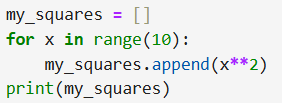 my_squares = []
for x in range(10):
    my_squares.append(x**2)
print(my_squares)